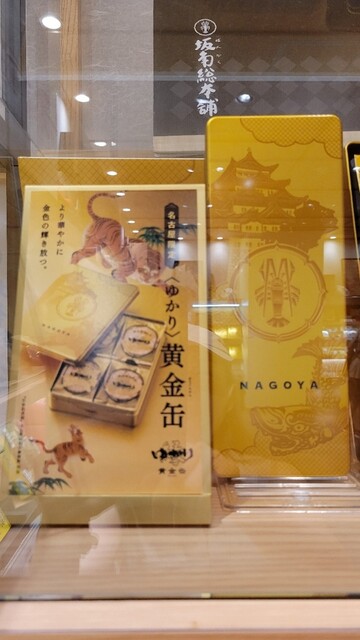 坂角総本舖
より華やかに
金色の輝き放つ。
名古屋
〈ゆかり〉黄金缶
ゆかり
黄金缶
NAGOYA